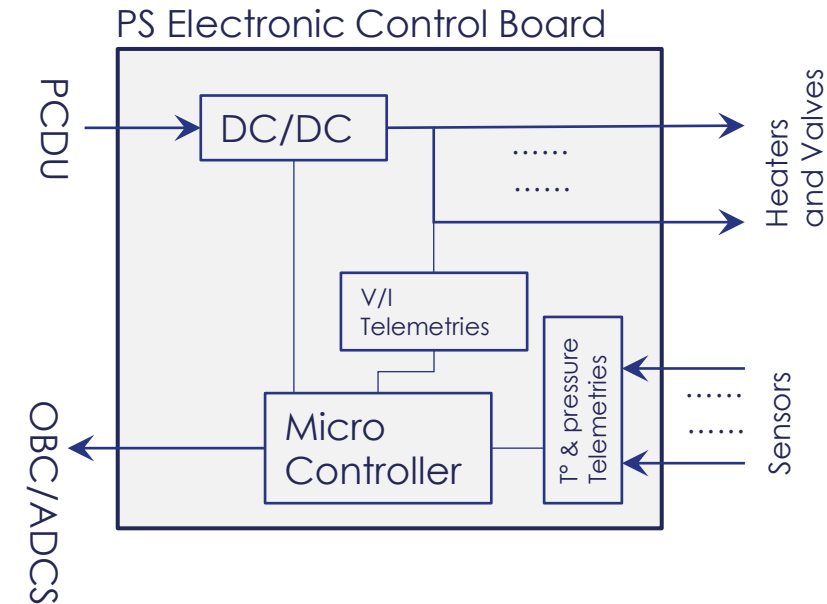 PS Electronic Control Board
PCDU
DC/DC
......
......
Heaters
and Valves
V/I
Telemetries
T° & pressure
Telemetries
......
......
Sensors
Micro
Controller
OBC/ADCS